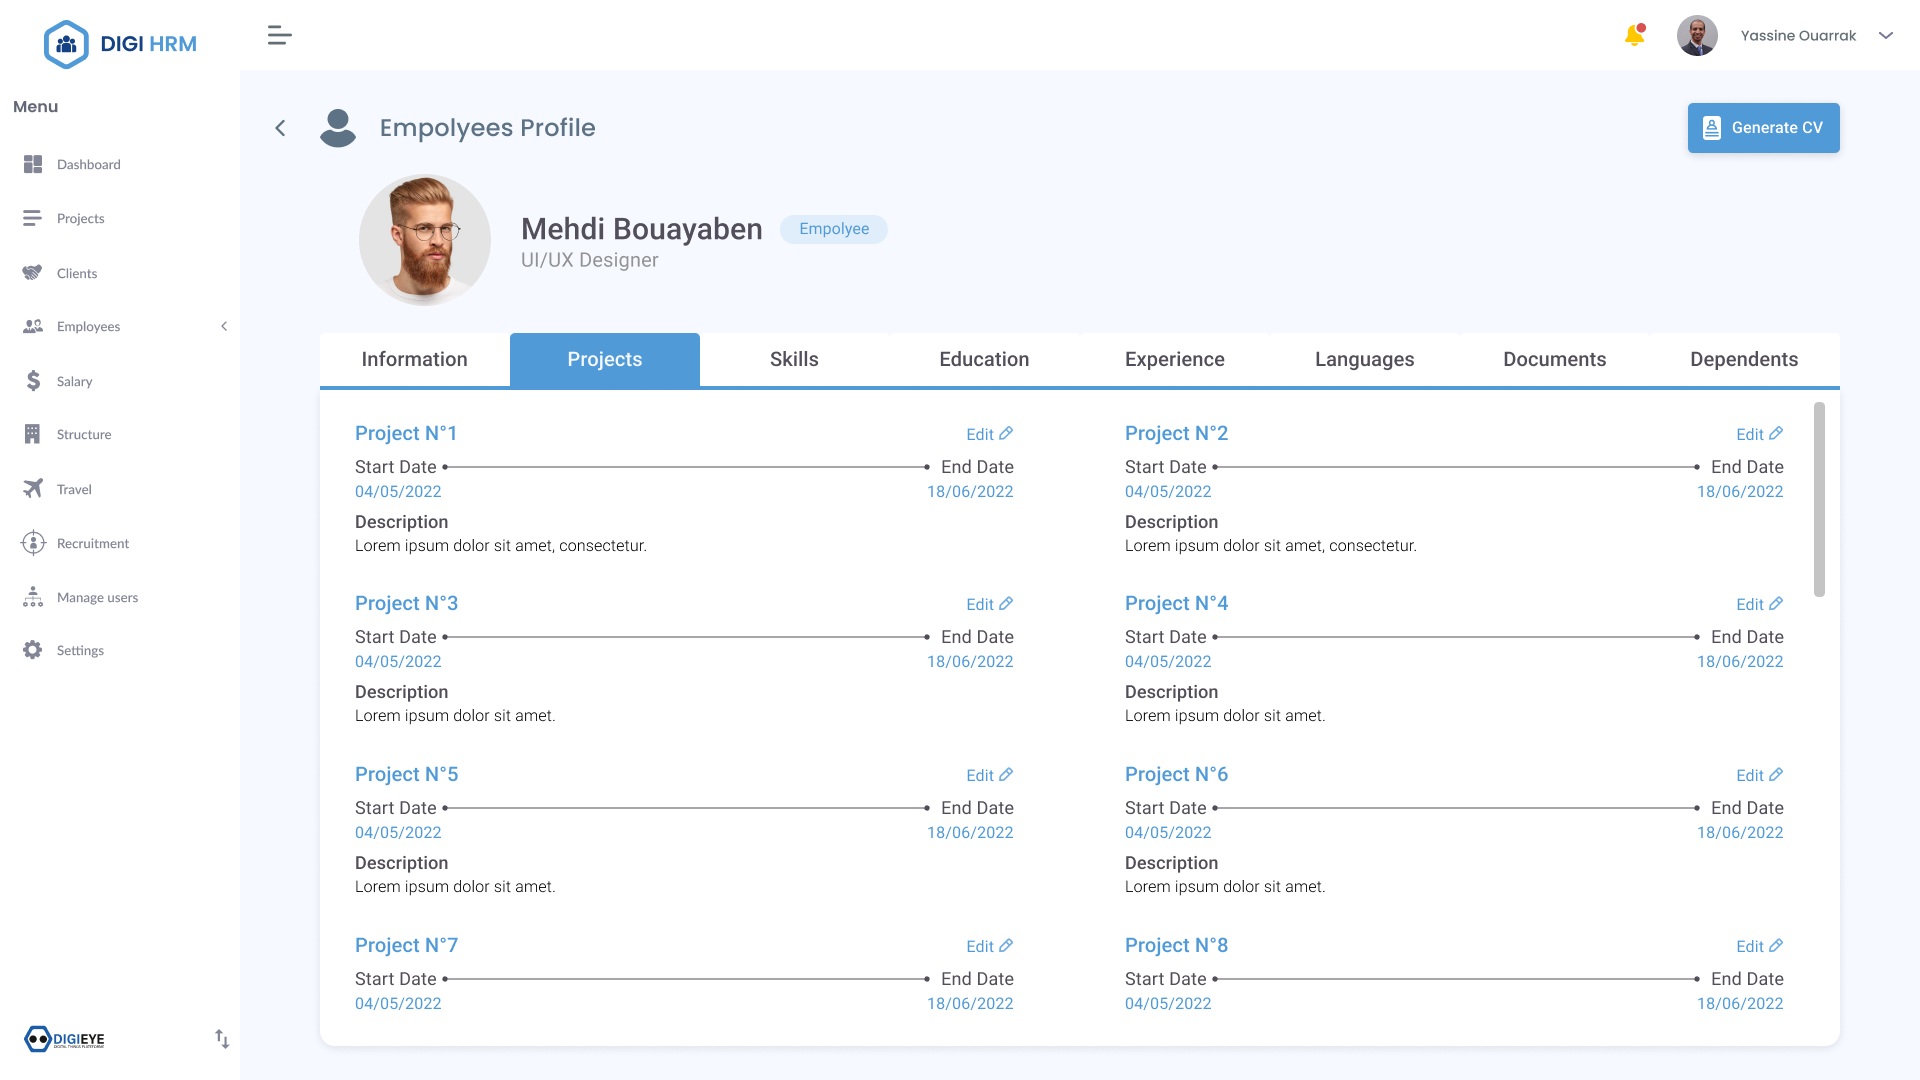 DIGI HRM
Yassine Ouarrak
Menu
Dashboard
Projects
Clients
Employees
Salary
Structure
Travel
Recruitment
Manage users
Settings
DIGIEYE
Empolyees Profile
Generate CV
Mehdi Bouayaben
Empolyee
UI/UX Designer
Information Projects Skills Education Experience Languages Documents Dependents
Project N°1 Edit
Start Date End Date
04/05/2022 18/06/2022
Description
Lorem ipsum dolor sit amet, consectetur.
Project N°2 Edit
Start Date End Date
04/05/2022 18/06/2022
Description
Lorem ipsum dolor sit amet, consectetur.
Project N°3 Edit
Start Date End Date
04/05/2022 18/06/2022
Description
Lorem ipsum dolor sit amet.
Project N°4 Edit
Start Date End Date
04/05/2022 18/06/2022
Description
Lorem ipsum dolor sit amet.
Project N°5 Edit
Start Date End Date
04/05/2022 18/06/2022
Description
Lorem ipsum dolor sit amet.
Project N°6 Edit
Start Date End Date
04/05/2022 18/06/2022
Description
Lorem ipsum dolor sit amet.
Project N°7 Edit
Start Date End Date
04/05/2022 18/06/2022
Project N°8 Edit
Start Date End Date
04/05/2022 18/06/2022